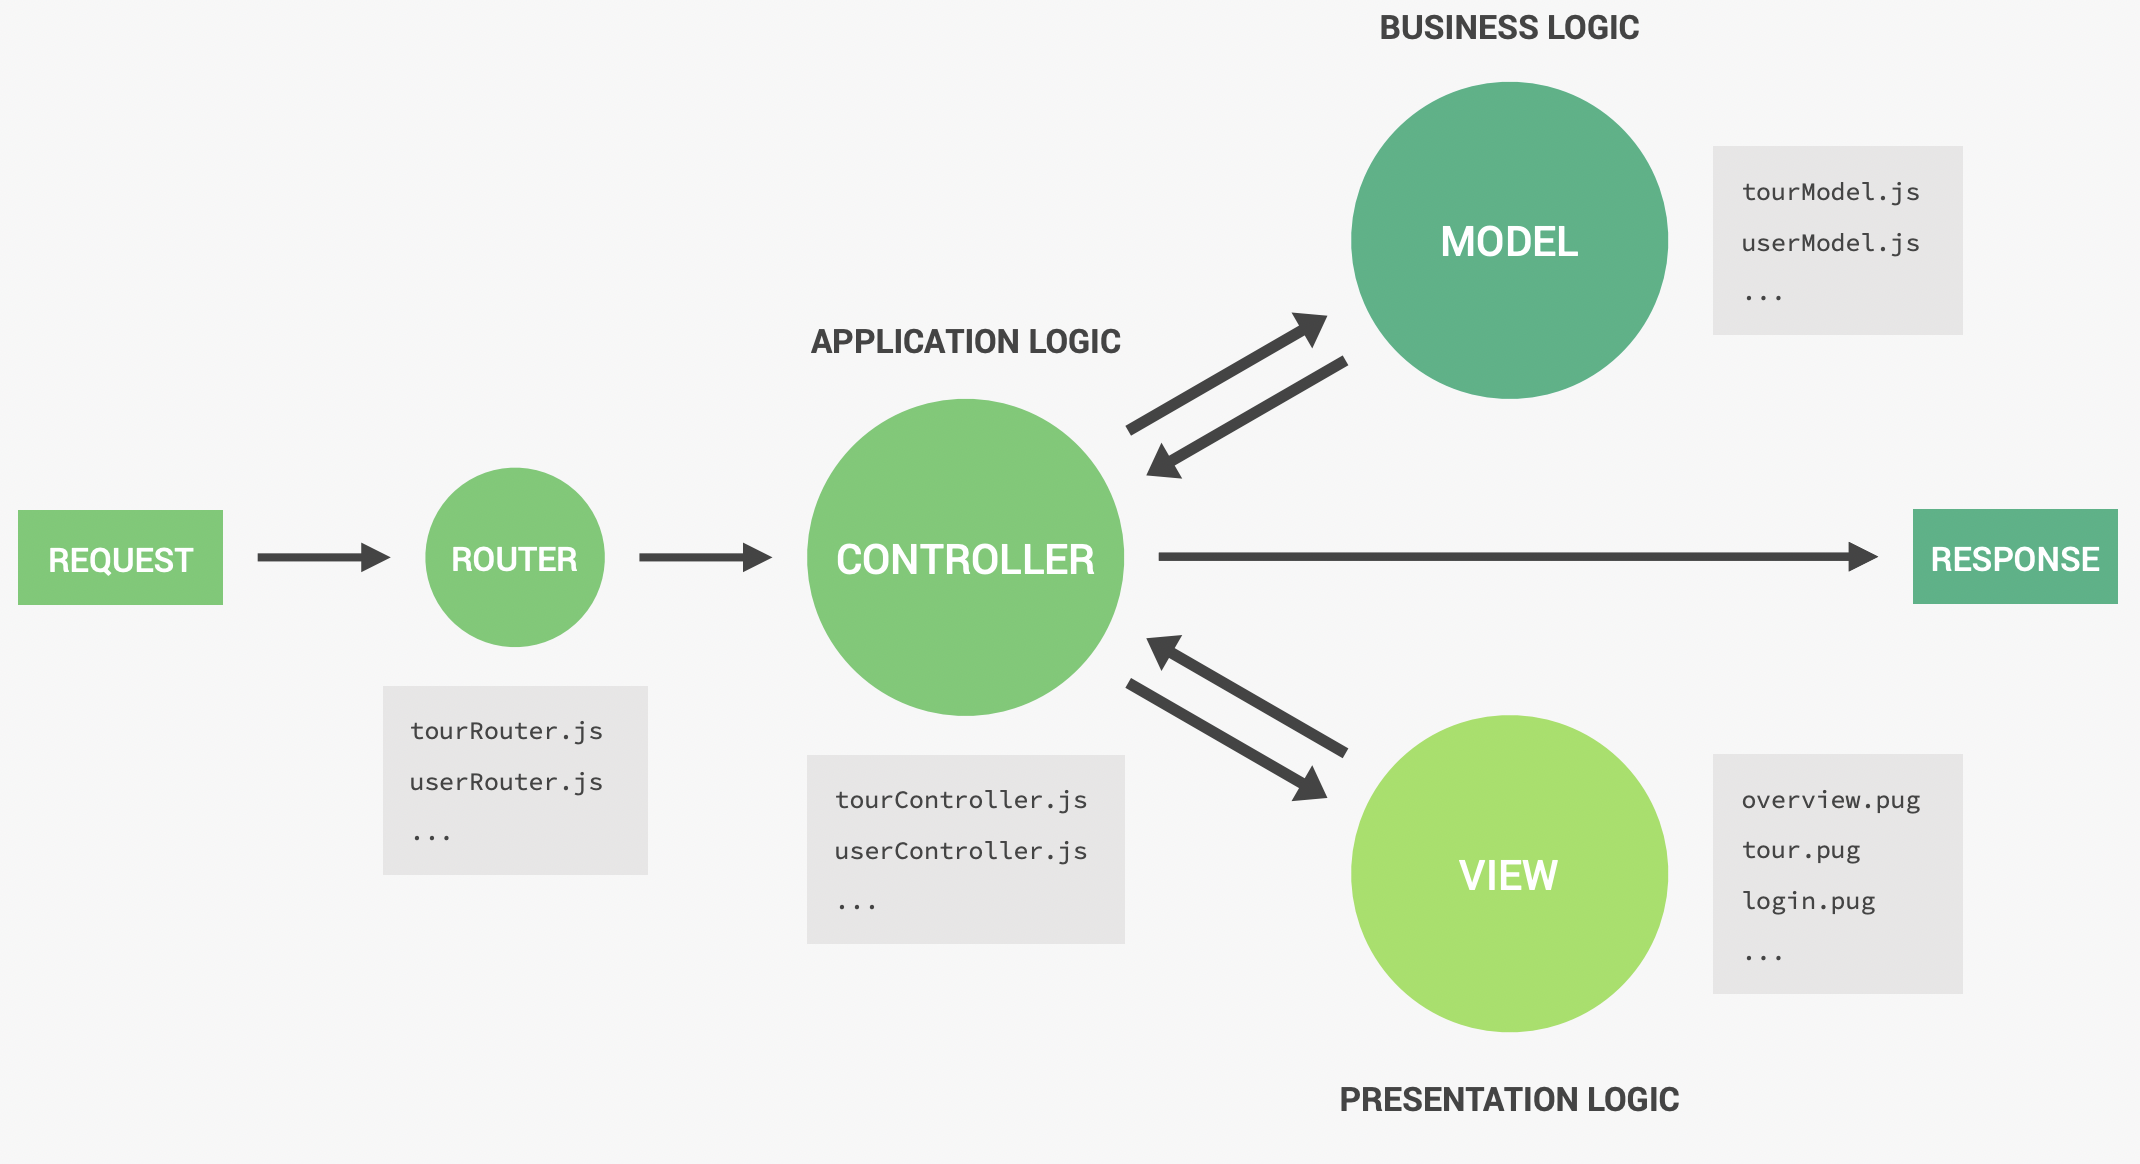 BUSINESS LOGIC
MODEL
tourModel.js
userModel.js
...
APPLICATION LOGIC
REQUEST
ROUTER
CONTROLLER
RESPONSE
tourRouter.js
userRouter.js
...
tourController.js
userController.js
...
VIEW
overview.pug
tour.pug
login.pug
...
PRESENTATION LOGIC